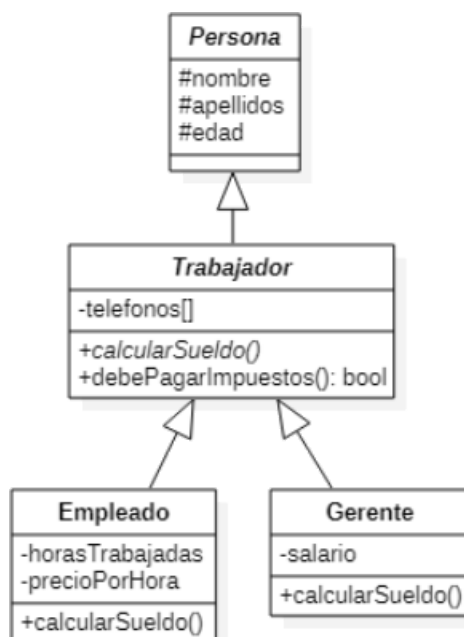 Persona
#nombre
#apellidos
#edad
Trabajador
-telefonos[]
+calcularSueldo()
+debePagarImpuestos(): bool
Empleado
-horasTrabajadas
-precioPorHora
+calcularSueldo()
Gerente
-salario
+calcularSueldo()